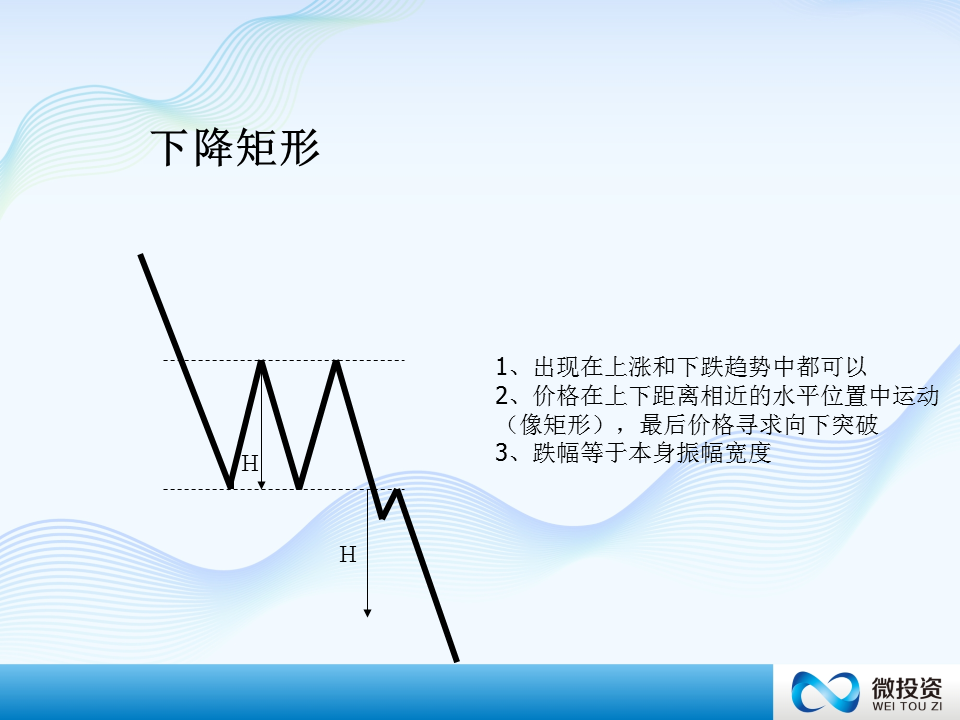 下降矩形
1、出现在上涨和下跌趋势中都可以
2、价格在上下距离相近的水平位置中运动
（像矩形），最后价格寻求向下突破
3、跌幅等于本身振幅宽度
H
H
微投资
WEI TOU ZI